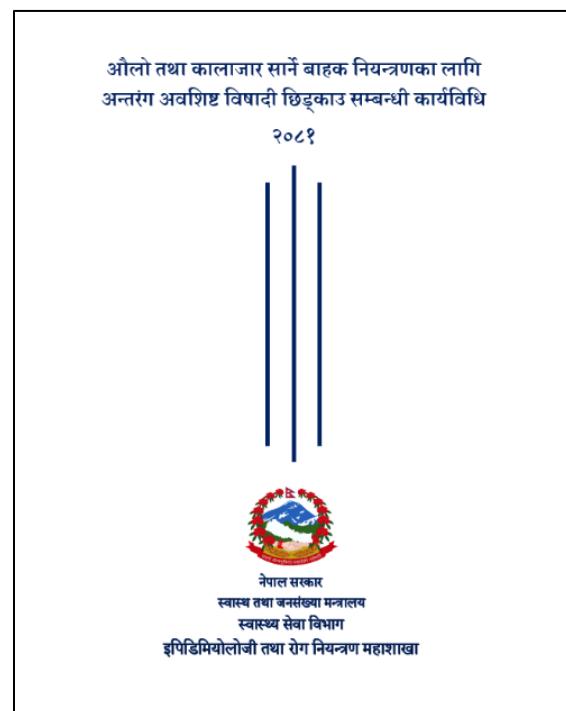 औलो तथा कालाजार सार्ने बाहक नियन्त्रणका लागि
अन्तरंग अवशिष्ट विषादी छिड्काउ सम्बन्धी कार्यविधि
२०८१
नेपाल सरकार
स्वास्थ तथा जनसंख्या मन्त्रालय
स्वास्थ्य सेवा विभाग
इपिडिमियोलोजी तथा रोग नियन्त्रण महाशाखा